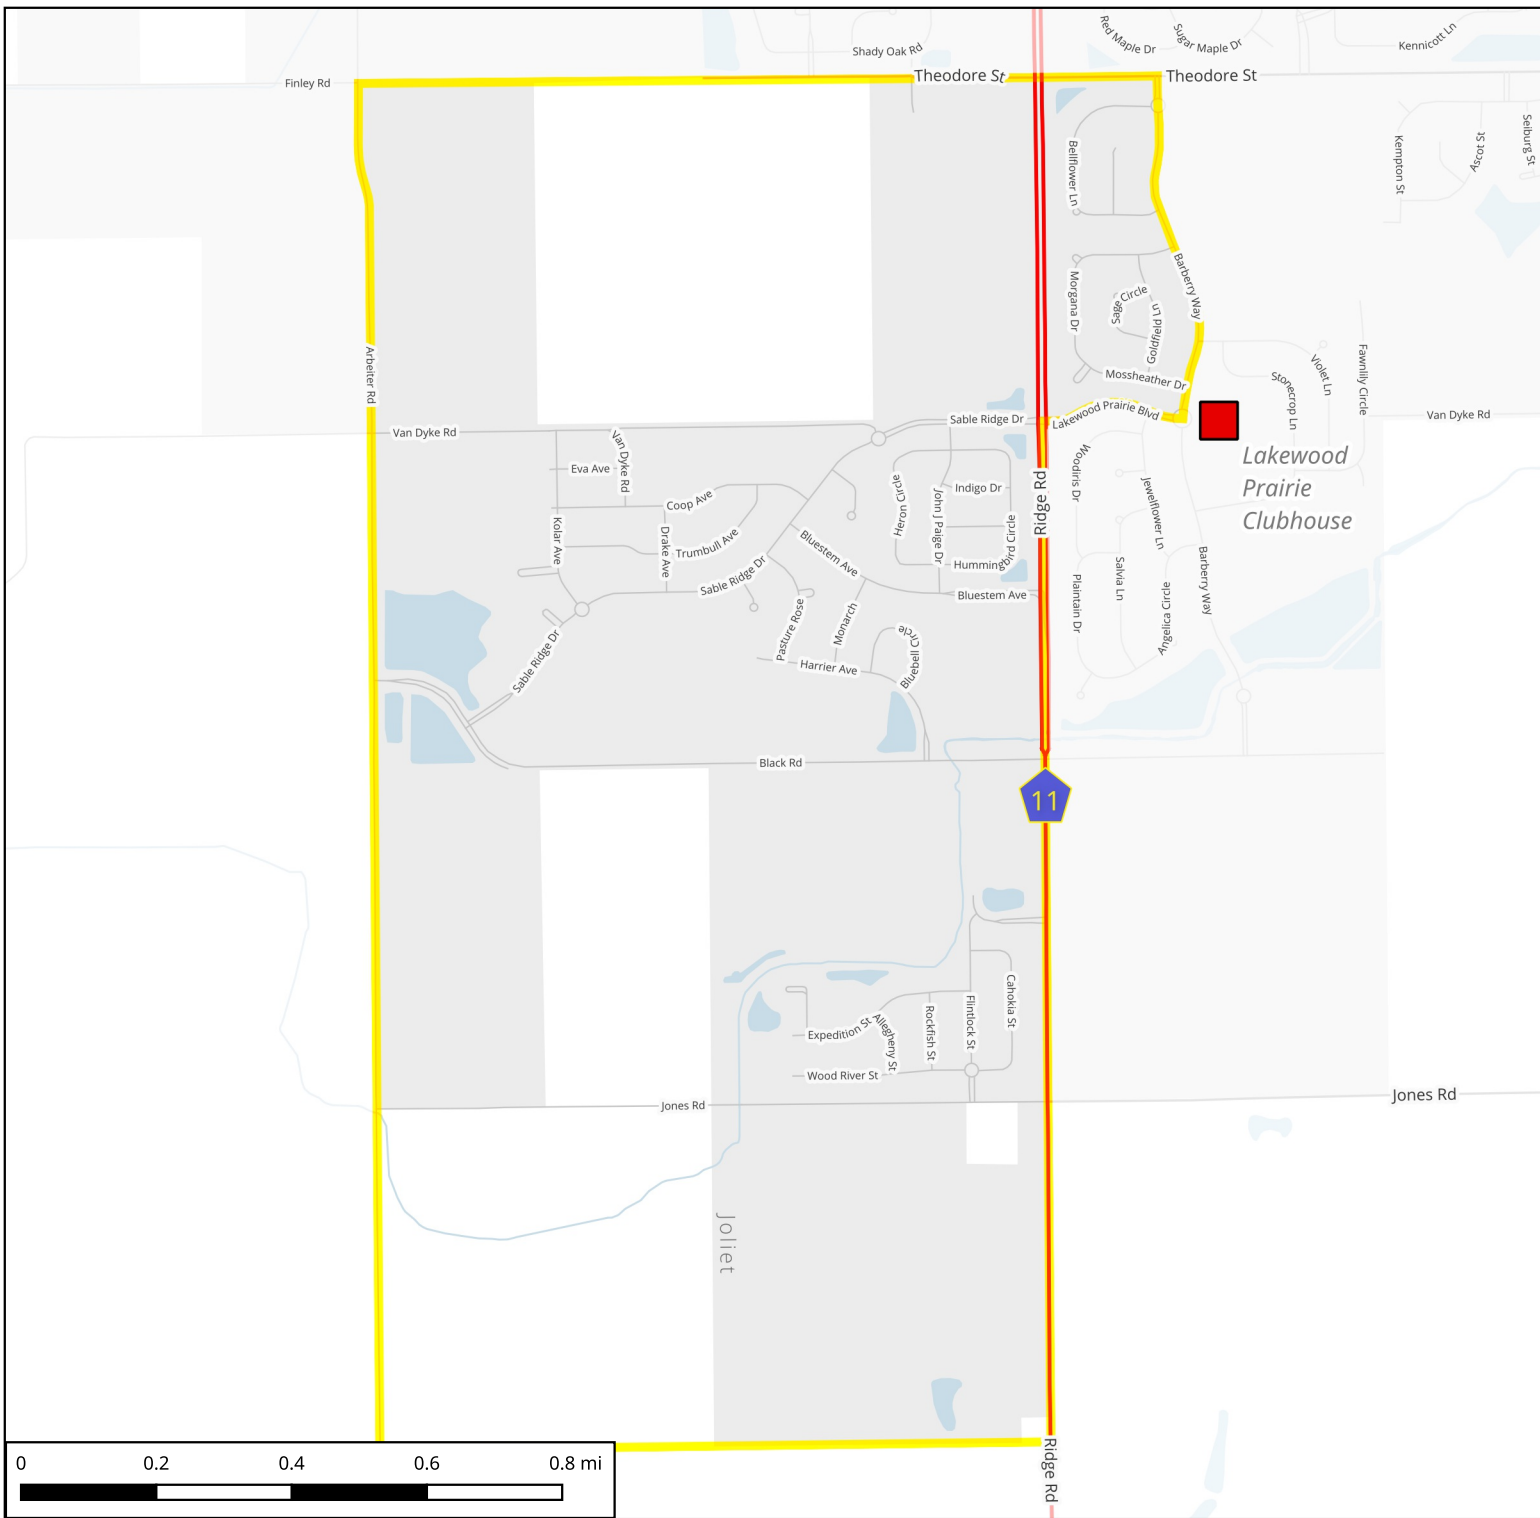 Red Maple Dr
Sugar Maple Dr
Kennicott Ln
Shady Oak Rd
Finley Rd
Theodore St
Theodore St
Seiburg St
Ascot St
Kempton St
Bellflower Ln
Barberry Way
Morgana Dr
Sage Circle
Goldfield Ln
Mossheather Dr
Arbeiter Rd
Violet Ln
Fawnlily Circle
Stonecrop Ln
Van Dyke Rd
Lakewood Prairie Blvd
Sable Ridge Dr
Van Dyke Rd
Van Dyke Rd
Lakewood
Prairie
Clubhouse
Eva Ave
Woodiris Dr
Ridge Rd
Heron Circle
Indigo Dr
John J Paige Dr
Coop Ave
Jewelflower Ln
Kolar Ave
Drake Ave
Trumbull Ave
Bluestem Ave
Hummingbird Circle
Sable Ridge Dr
Salvia Ln
Barberry Way
Bluestem Ave
Plaintain Dr
Angelica Circle
Pasture Rose
Monarch
Bluebell Circle
Sable Ridge Dr
Harrier Ave
Black Rd
11
Cahokia St
Flintlock St
Rockfish St
Expedition St
Allegheny St
Wood River St
Jones Rd
Jones Rd
Joliet
Ridge Rd
0 0.2 0.4 0.6 0.8 mi